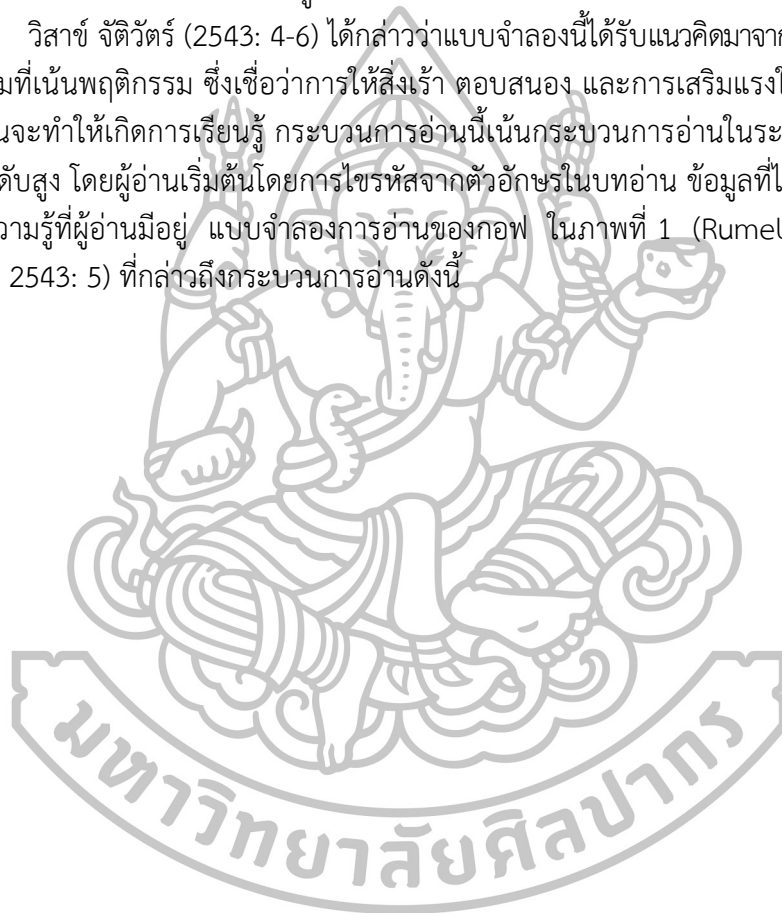 วิสาข์ จัติวัตร์ (2543: 4-6) ได้กล่าวว่าแบบจำลองนี้ได้รับแนวคิดมาจาก
มที่เน้นพฤติกรรม ซึ่งเชื่อว่าการให้สิ่งเร้า ตอบสนอง และการเสริมแรงใ
นจะทำให้เกิดการเรียนรู้ กระบวนการอ่านนี้เน้นกระบวนการอ่านในระ
ดับสูง โดยผู้อ่านเริ่มต้นโดยการไขรหัสจากตัวอักษรในบทอ่าน ข้อมูลที่ไ
วามรู้ที่ผู้อ่านมีอยู่ แบบจำลองการอ่านของกอฟ ในภาพที่ 1 (Rumel
2543: 5) ที่กล่าวถึงกระบวนการอ่านดังนี้
มหาวิทยาลัยศิลปากร